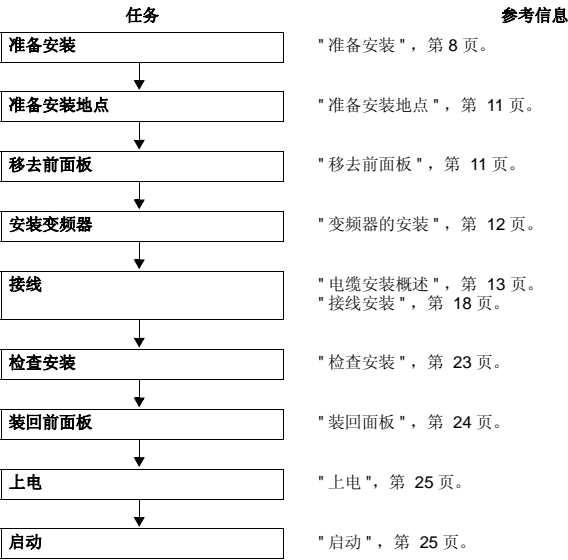 任务 参考信息
准备安装 "准备安装", 第 8 页。
准备安装地点 "准备安装地点", 第 11 页。
移去前面板 "移去前面板", 第 11 页。
安装变频器 "变频器的安装", 第 12 页。
接线 "电缆安装概述", 第 13 页。
"接线安装", 第 18 页。
检查安装 "检查安装", 第 23 页。
装回前面板 "装回面板", 第 24 页。
上电 "上电", 第 25 页。
启动 "启动", 第 25 页。